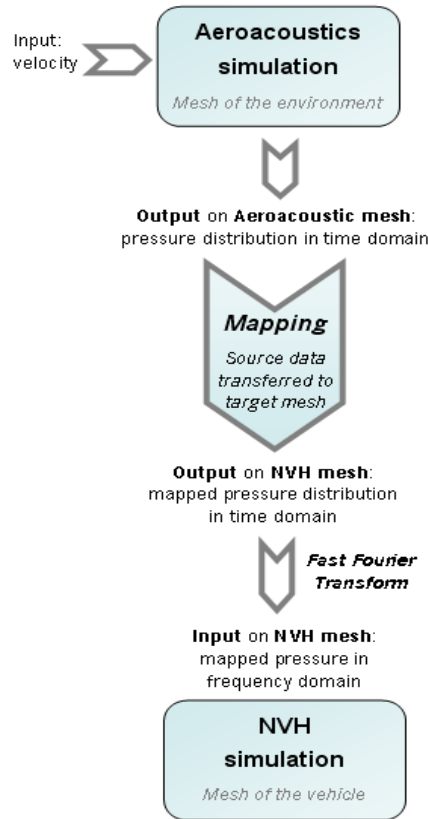 Input:
velocity
Aeroacoustics
simulation
Mesh of the environment
Output on Aeroacoustic mesh:
pressure distribution in time domain
Mapping
Source data
transferred to
target mesh
Output on NVH mesh:
mapped pressure distribution
in time domain
Fast Fourier
Transform
Input on NVH mesh:
mapped pressure in
frequency domain
NVH
simulation
Mesh of the vehicle